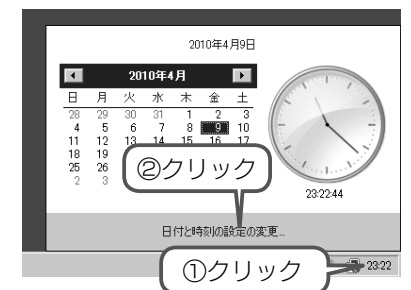 2010年4月9日
2010年4月
日 月 火 水 木 金 土
28 29 30 31 1 2 3
4 5 6 7 8 9 10
11 12 13 14 15 16 17
18 19
25 26
2 3
②クリック
23:22:44
日付と時刻の設定の変更...
①クリック
23:22